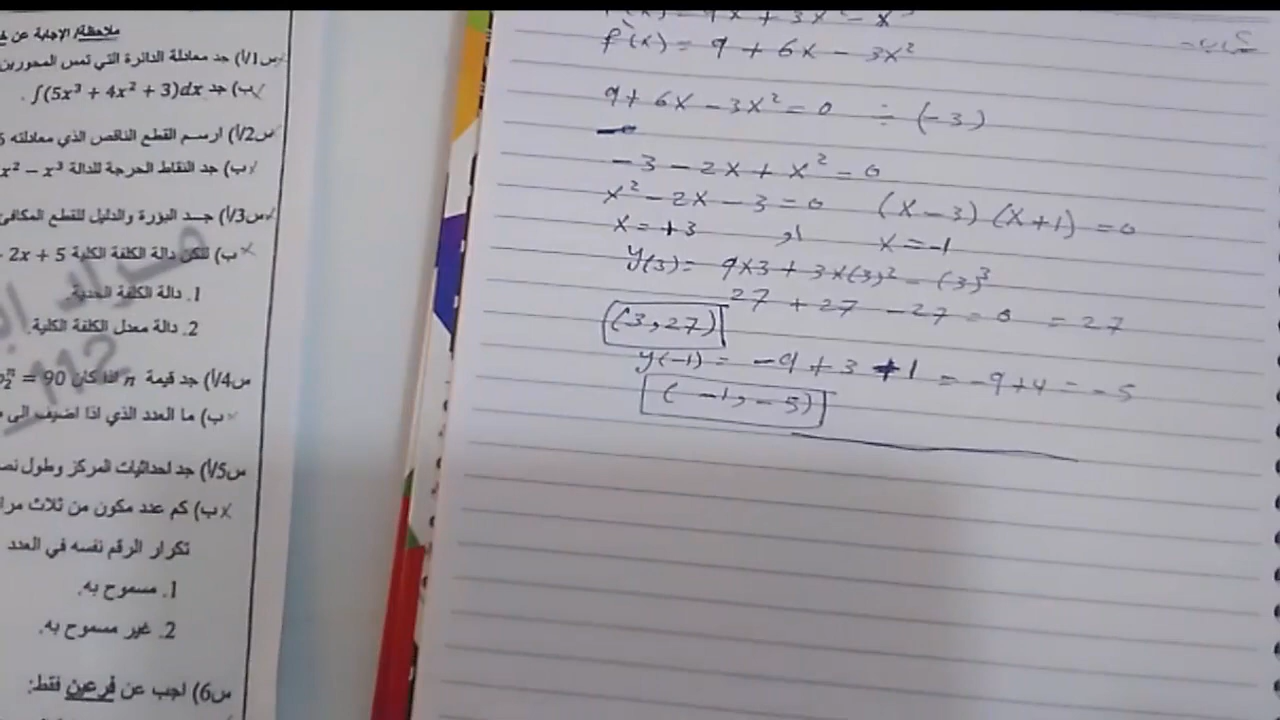 ملاحظة/ الإجابة عن
س1/أ) جد معادلة الدائرة التي تمس المحورين
ب) جد ∫(5x³ + 4x² + 3)dx .
س2/أ) ارسم القطع الناقص الذي معادلته
ب) جد النقاط الحرجة للدالة x² − x³
س3/أ) جد البؤرة والدليل للقطع المكافئ
ب) لتكن دالة الكلفة الكلية 2x + 5
1. دالة الكلفة الحدية.
2. دالة معدل الكلفة الكلية.
س4/أ) جد قيمة n اذا كان = 90
ب) ما العدد الذي اذا اضيف الى
س5/أ) جد احداثيات المركز وطول
ب) كم عدد مكون من ثلاث
تكرار الرقم نفسه في العدد
1. مسموح به.
2. غير مسموح به.
س6) اجب عن فرعين فقط:
112
f(x) = 9x + 3x² − x³
f'(x) = 9 + 6x − 3x²
9 + 6x − 3x² = 0 ÷ (−3)
−3 − 2x + x² = 0
x² − 2x − 3 = 0 (x − 3) (x + 1) = 0
x = +3 او x = −1
y(3) = 9×3 + 3×(3)² − (3)³
27 + 27 − 27 = 0 = 27
(3, 27)
y(−1) = −9 + 3 + 1 = −9 + 4 = −5
(−1, −5)